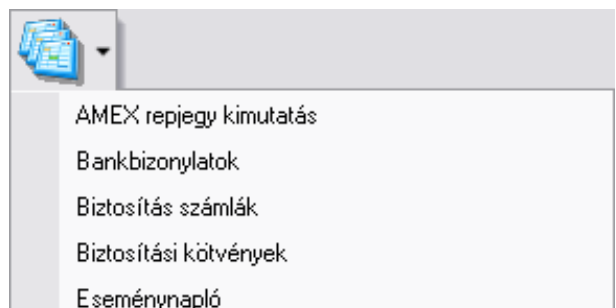 AMEX repjegy kimutatás
Bankbizonylatok
Biztosítás számlák
Biztosítási kötvények
Eseménynapló